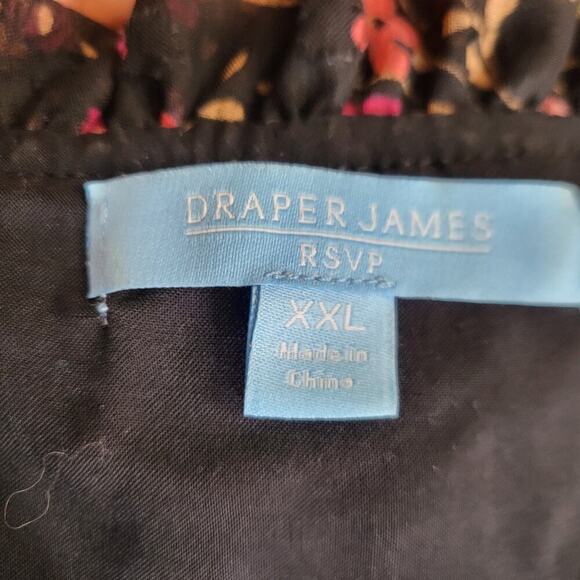 DRAPER JAMES
RSVP
XXL
Made in
China